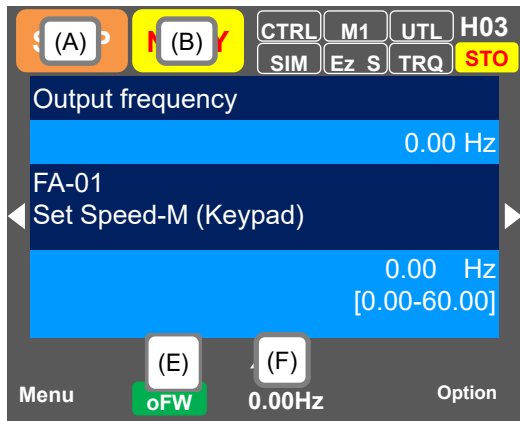 (A) (B) CTRL M1 UTL H03
SIM Ez S TRQ STO
Output frequency
0.00 Hz
FA-01
Set Speed-M (Keypad)
0.00 Hz
[0.00-60.00]
(E) (F)
Menu oFW 0.00Hz Option